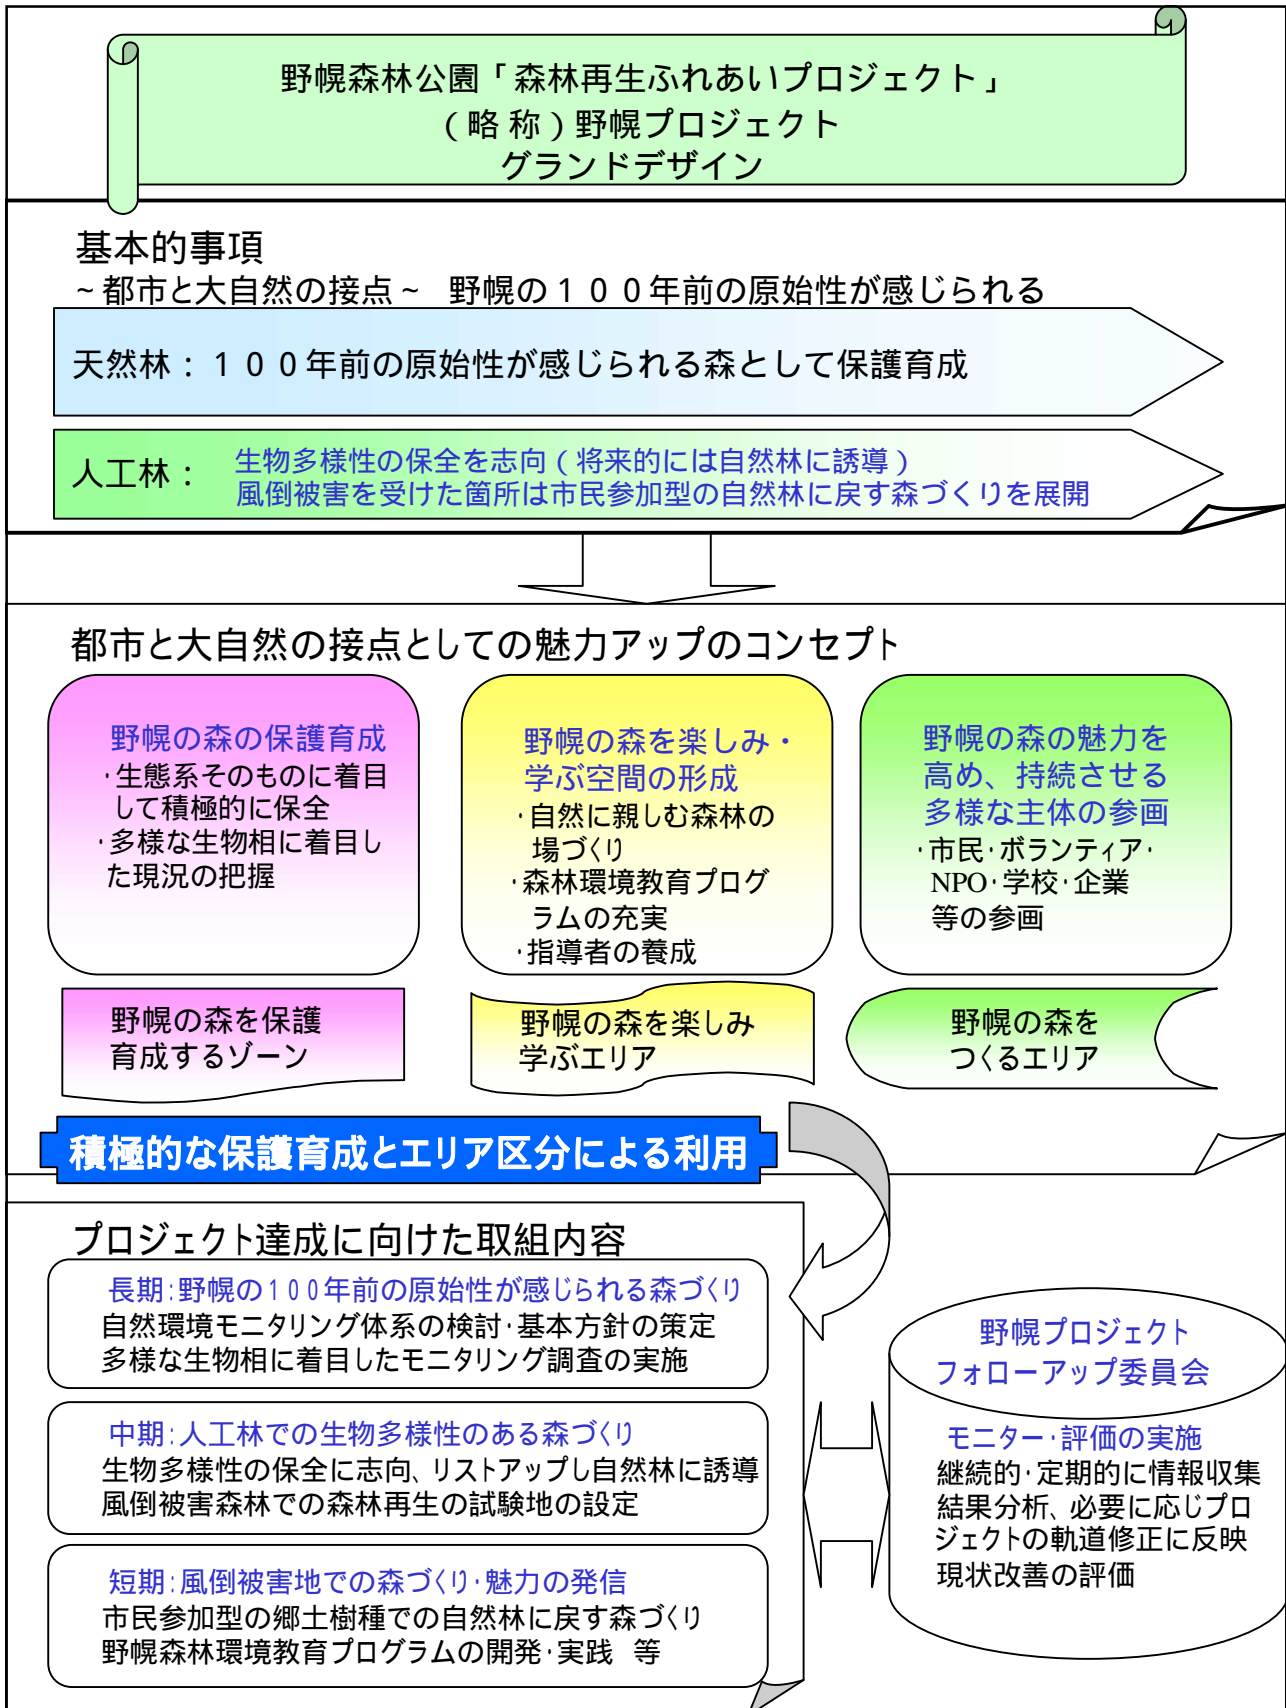 野幌森林公園「森林再生ふれあいプロジェクト」
（略 称）野幌プロジェクト
グランドデザイン
基本的事項
～都市と大自然の接点～　野幌の１００年前の原始性が感じられる
天然林：１００年前の原始性が感じられる森として保護育成
人工林：
生物多様性の保全を志向（将来的には自然林に誘導）
風倒被害を受けた箇所は市民参加型の自然林に戻す森づくりを展開
都市と大自然の接点としての魅力アップのコンセプト
野幌の森の保護育成
・生態系そのものに着目
して積極的に保全
・多様な生物相に着目し
た現況の把握
野幌の森を楽しみ・
学ぶ空間の形成
・自然に親しむ森林の
場づくり
・森林環境教育プログ
ラムの充実
・指導者の養成
野幌の森の魅力を
高め、持続させる
多様な主体の参画
・市民・ボランティア・
NPO・学校・企業
等の参画
野幌の森を保護
育成するゾーン
野幌の森を楽しみ
学ぶエリア
野幌の森を
つくるエリア
積極的な保護育成とエリア区分による利用
プロジェクト達成に向けた取組内容
長期：野幌の１００年前の原始性が感じられる森づくり
自然環境モニタリング体系の検討・基本方針の策定
多様な生物相に着目したモニタリング調査の実施
中期：人工林での生物多様性のある森づくり
生物多様性の保全に志向、リストアップし自然林に誘導
風倒被害森林での森林再生の試験地の設定
短期：風倒被害地での森づくり・魅力の発信
市民参加型の郷土樹種での自然林に戻す森づくり
野幌森林環境教育プログラムの開発・実践　等
野幌プロジェクト
フォローアップ委員会
モニター・評価の実施
継続的・定期的に情報収集
結果分析、必要に応じプロ
ジェクトの軌道修正に反映
現状改善の評価